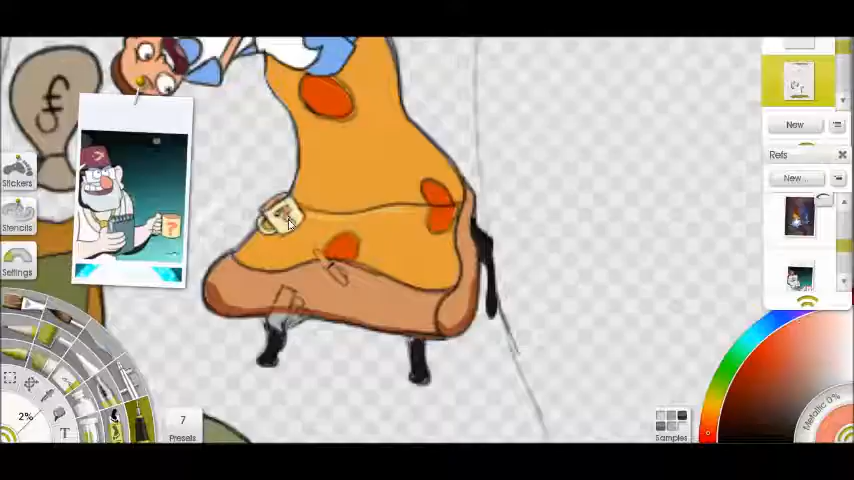 Stickers
Stencils
Settings
2%
T
7
Presets
?
New
Refs
New...
Samples
Metallic 0%